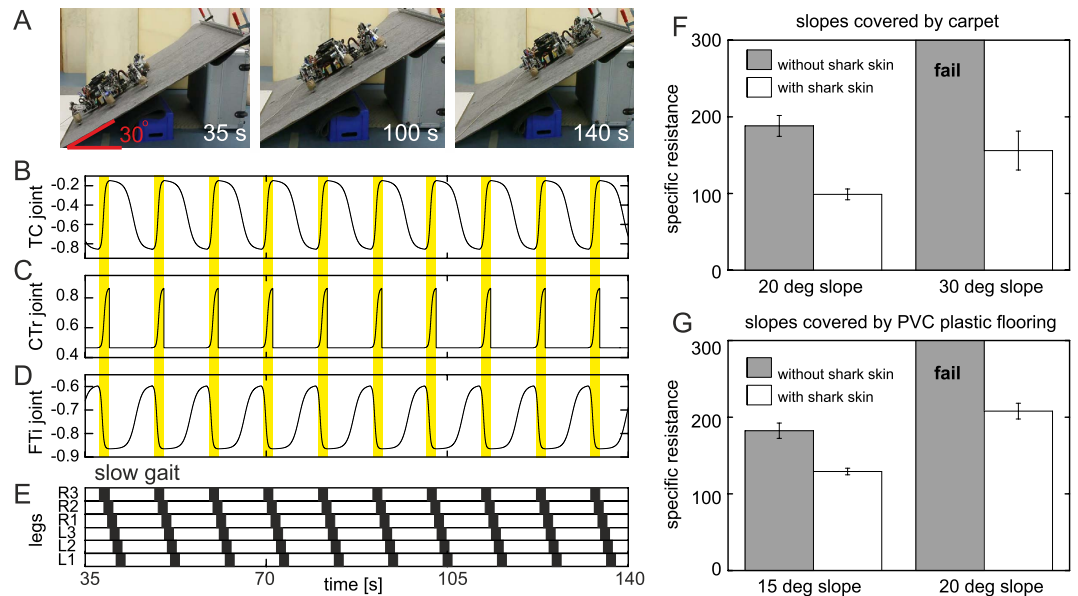 A
30°
35 s
100 s
140 s
B
TC joint
-0.2
-0.4
-0.6
-0.8
C
CTr joint
0.8
0.6
0.4
D
FTi joint
-0.6
-0.7
-0.8
-0.9
slow gait
E
legs
R3
R2
R1
L3
L2
L1
35
70
105
140
time [s]
F
slopes covered by carpet
specific resistance
300
200
100
0
without shark skin
with shark skin
fail
20 deg slope
30 deg slope
G
slopes covered by PVC plastic flooring
specific resistance
300
200
100
0
without shark skin
with shark skin
fail
15 deg slope
20 deg slope